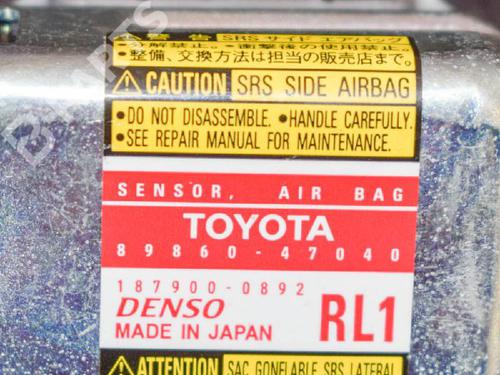 警告 SRS サイド エアバッグ
•分解禁止。•衝撃後の使用禁止。
•整備、交換方法は担当の販売店まで。
CAUTION SRS SIDE AIRBAG
•DO NOT DISASSEMBLE. •HANDLE CAREFULLY.
•SEE REPAIR MANUAL FOR MAINTENANCE.
SENSOR, AIR BAG
TOYOTA
89860-47040
187900-0892
DENSO
RL1
MADE IN JAPAN
ATTENTION SAC GONFLABLE SRS LATERAL